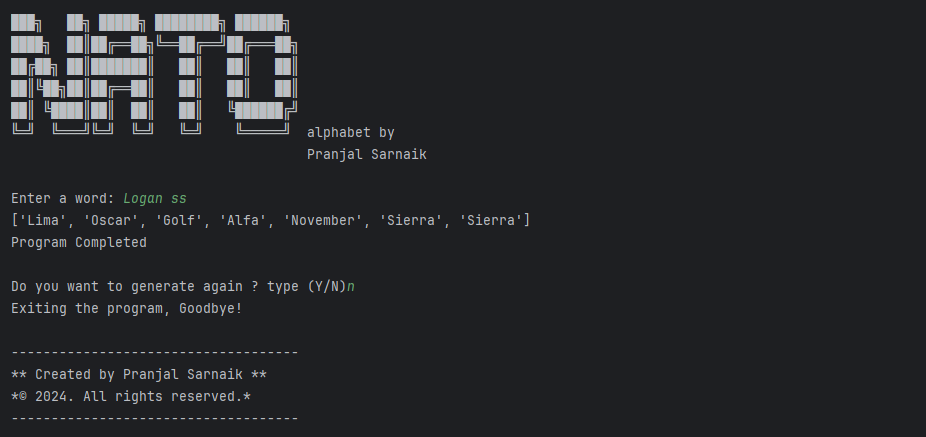 NATO
alphabet by
Pranjal Sarnaik
Enter a word: Logan ss
['Lima', 'Oscar', 'Golf', 'Alfa', 'November', 'Sierra', 'Sierra']
Program Completed
Do you want to generate again ? type (Y/N)n
Exiting the program, Goodbye!
------------------------------------
** Created by Pranjal Sarnaik **
*© 2024. All rights reserved.*
------------------------------------